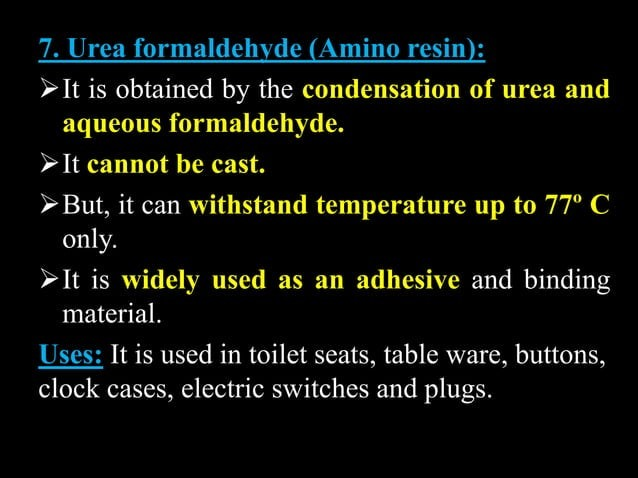 7. Urea formaldehyde (Amino resin):
➢It is obtained by the condensation of urea and
aqueous formaldehyde.
➢It cannot be cast.
➢But, it can withstand temperature up to 77º C
only.
➢It is widely used as an adhesive and binding
material.
Uses: It is used in toilet seats, table ware, buttons,
clock cases, electric switches and plugs.